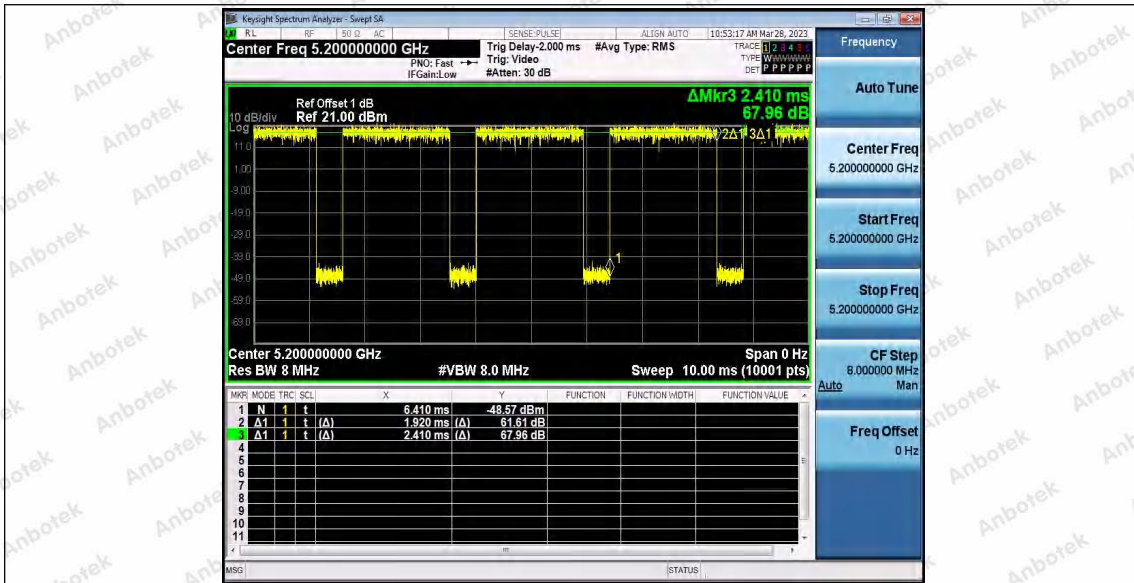 Keysight Spectrum Analyzer - Swept SA
RL RF 50 Ω AC SENSE:PULSE ALIGN AUTO 10:53:17 AM Mar 28, 2023
Center Freq 5.200000000 GHz
PNO: Fast
IFGain:Low
Trig Delay-2.000 ms
Trig: Video
#Atten: 30 dB
#Avg Type: RMS
TRACE 1 2 3 4 5 6
TYPE W
DET P P P P P P
Frequency
Auto Tune
Center Freq
5.200000000 GHz
Start Freq
5.200000000 GHz
Stop Freq
5.200000000 GHz
CF Step
8.000000 MHz
Auto Man
Freq Offset
0 Hz
ΔMkr3 2.410 ms
67.96 dB
Ref Offset 1 dB
10 dB/div Ref 21.00 dBm
Log
11.0
1.00
-9.00
-19.0
-29.0
-39.0
-49.0
-59.0
-69.0
2Δ1 3Δ1
1
Center 5.200000000 GHz Span 0 Hz
Res BW 8 MHz #VBW 8.0 MHz Sweep 10.00 ms (10001 pts)
MKR MODE TRC SCL X Y FUNCTION FUNCTION WIDTH FUNCTION VALUE
1 N 1 t 6.410 ms -48.57 dBm
2 Δ1 1 t (Δ) 1.920 ms (Δ) 61.61 dB
3 Δ1 1 t (Δ) 2.410 ms (Δ) 67.96 dB
4
5
6
7
8
9
10
11
MSG STATUS
Anbotek